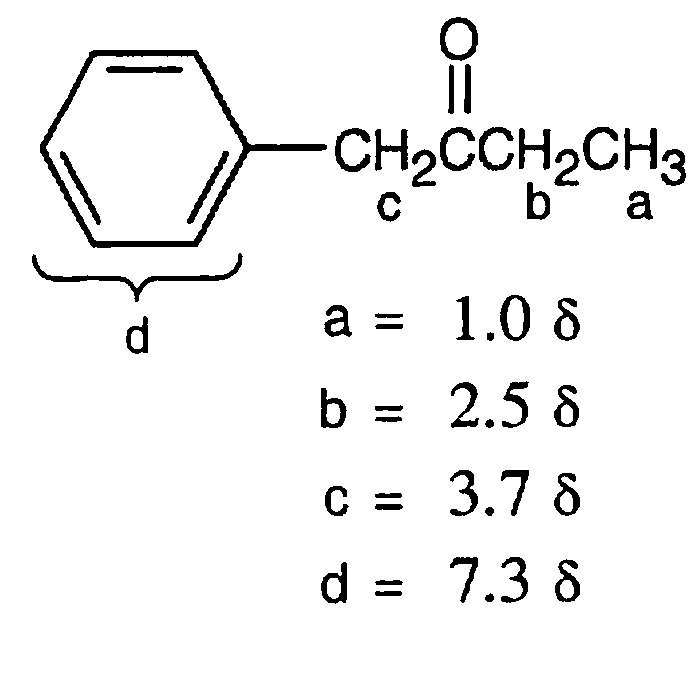 O
CH₂CCH₂CH₃
c b a
d
a = 1.0 δ
b = 2.5 δ
c = 3.7 δ
d = 7.3 δ